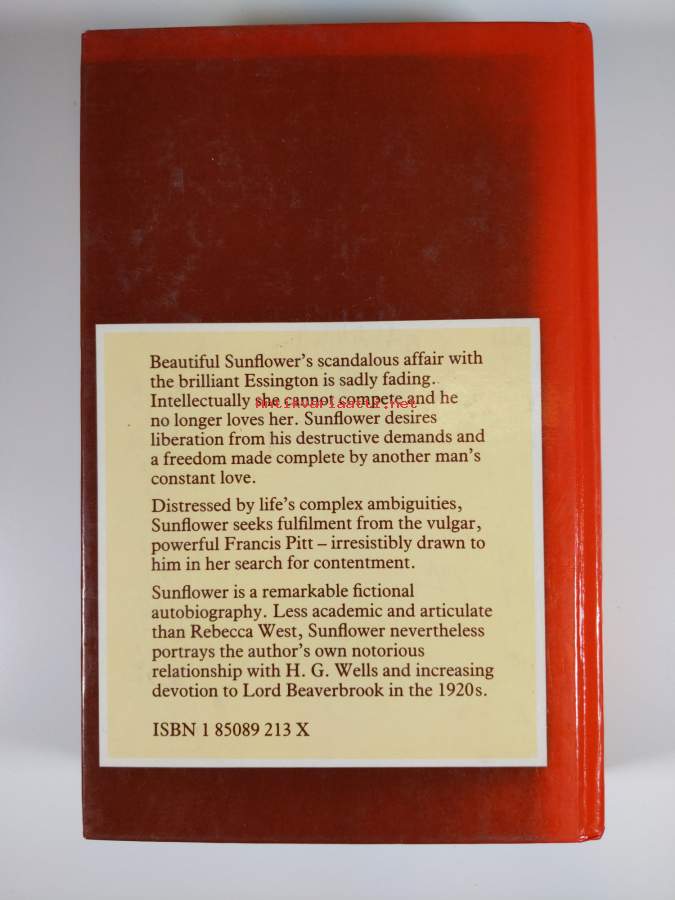 Beautiful Sunflower's scandalous affair with
the brilliant Essington is sadly fading.
Intellectually she cannot compete and he
Antikvariaatti.net
no longer loves her. Sunflower desires
liberation from his destructive demands and
a freedom made complete by another man's
constant love.
Distressed by life's complex ambiguities,
Sunflower seeks fulfilment from the vulgar,
powerful Francis Pitt – irresistibly drawn to
him in her search for contentment.
Sunflower is a remarkable fictional
autobiography. Less academic and articulate
than Rebecca West, Sunflower nevertheless
portrays the author's own notorious
relationship with H. G. Wells and increasing
devotion to Lord Beaverbrook in the 1920s.
ISBN 1 85089 213 X